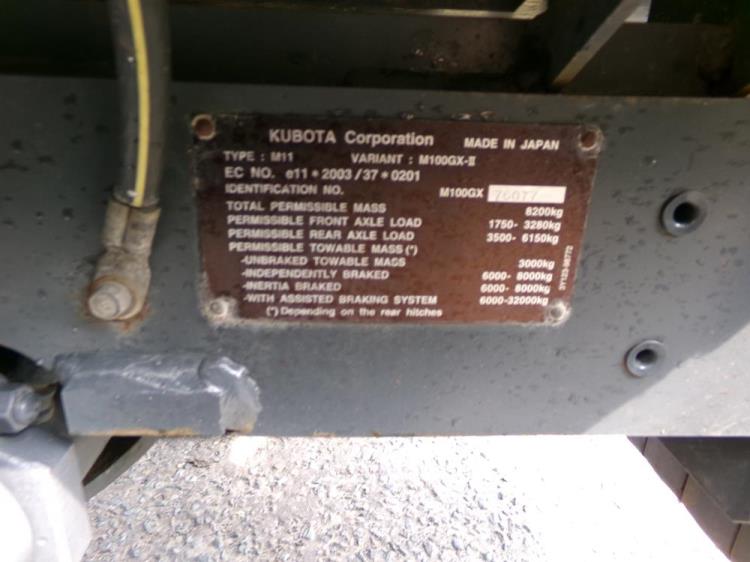 KUBOTA Corporation MADE IN JAPAN
TYPE : M11 VARIANT : M100GX-II
EC NO. e11*2003/37*0201
IDENTIFICATION NO. M100GX
TOTAL PERMISSIBLE MASS 8200kg
PERMISSIBLE FRONT AXLE LOAD 1750- 3280kg
PERMISSIBLE REAR AXLE LOAD 3500- 6150kg
PERMISSIBLE TOWABLE MASS (*)
-UNBRAKED TOWABLE MASS 3000kg
-INDEPENDENTLY BRAKED 6000- 8000kg
-INERTIA BRAKED 6000- 8000kg
-WITH ASSISTED BRAKING SYSTEM 6000-32000kg
(*) Depending on the rear hitches